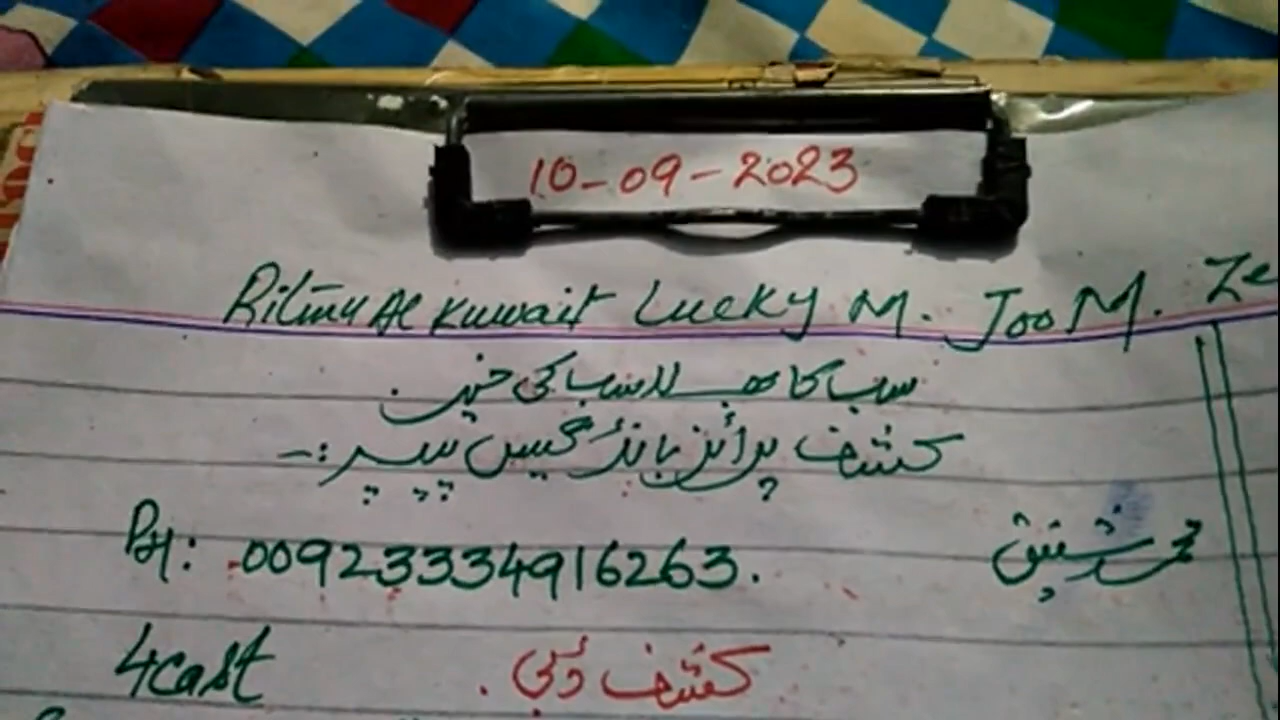 10-09-2023
Ritmu Al Kuwait Lucky M. Joo M. Ze
سب کا بھلا سب کی خیر.
کشف پرائز بانڈ گیس پیپر:-
PH: 00923334916263.
محمد شفیق
4cast
کشف دبئی.